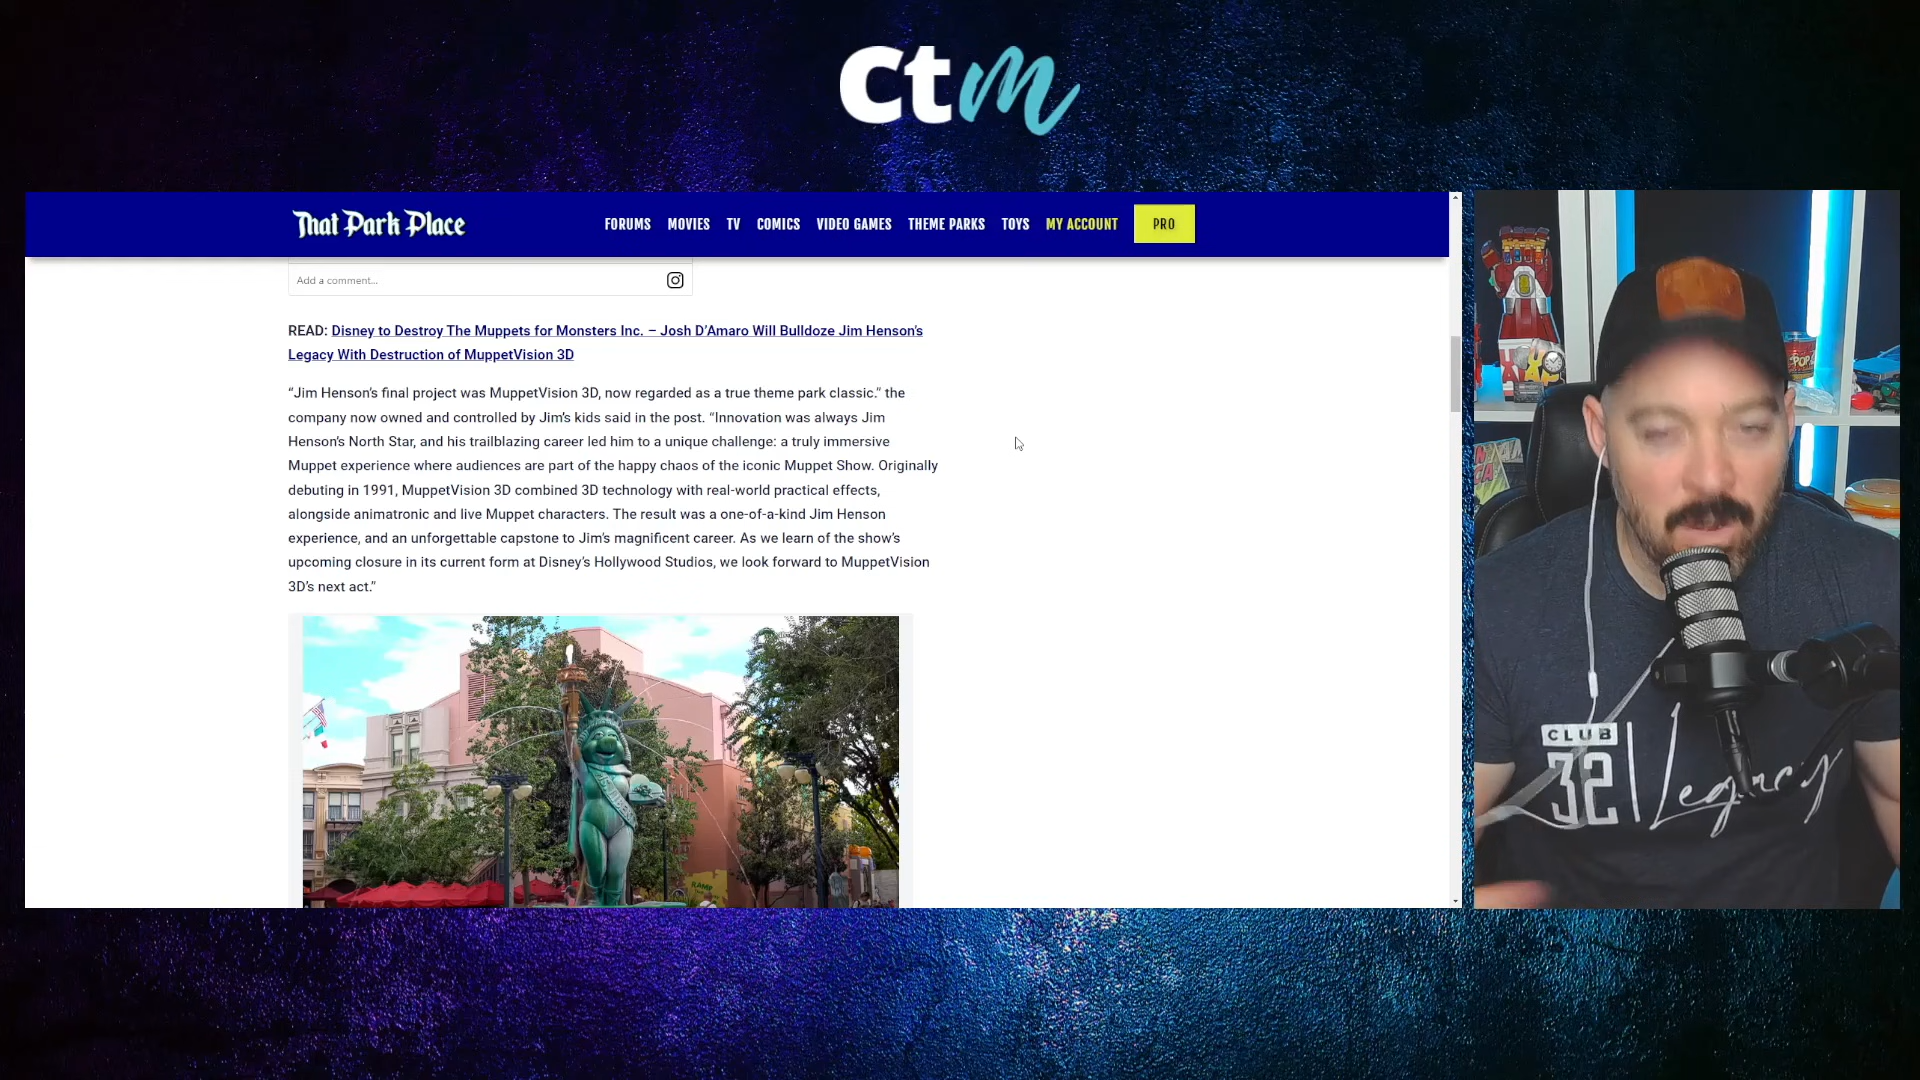 Ctm
That Park Place
FORUMS MOVIES TV COMICS VIDEO GAMES THEME PARKS TOYS MY ACCOUNT PRO
Add a comment...
READ: Disney to Destroy The Muppets for Monsters Inc. – Josh D’Amaro Will Bulldoze Jim Henson’s
Legacy With Destruction of MuppetVision 3D
“Jim Henson’s final project was MuppetVision 3D, now regarded as a true theme park classic.” the
company now owned and controlled by Jim’s kids said in the post. “Innovation was always Jim
Henson’s North Star, and his trailblazing career led him to a unique challenge: a truly immersive
Muppet experience where audiences are part of the happy chaos of the iconic Muppet Show. Originally
debuting in 1991, MuppetVision 3D combined 3D technology with real-world practical effects,
alongside animatronic and live Muppet characters. The result was a one-of-a-kind Jim Henson
experience, and an unforgettable capstone to Jim’s magnificent career. As we learn of the show’s
upcoming closure in its current form at Disney’s Hollywood Studios, we look forward to MuppetVision
3D’s next act.”
CLUB
32 Legacy
POP!